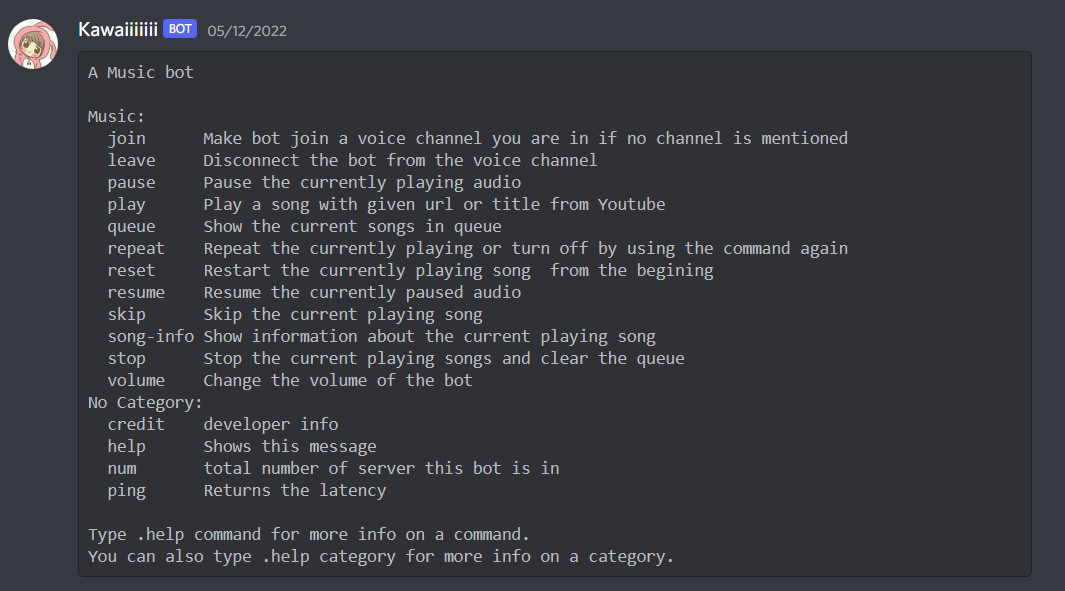 Kawaiiiiiii BOT 05/12/2022
A Music bot
Music:
join Make bot join a voice channel you are in if no channel is mentioned
leave Disconnect the bot from the voice channel
pause Pause the currently playing audio
play Play a song with given url or title from Youtube
queue Show the current songs in queue
repeat Repeat the currently playing or turn off by using the command again
reset Restart the currently playing song  from the begining
resume Resume the currently paused audio
skip Skip the current playing song
song-info Show information about the current playing song
stop Stop the current playing songs and clear the queue
volume Change the volume of the bot
No Category:
credit developer info
help Shows this message
num total number of server this bot is in
ping Returns the latency
Type .help command for more info on a command.
You can also type .help category for more info on a category.